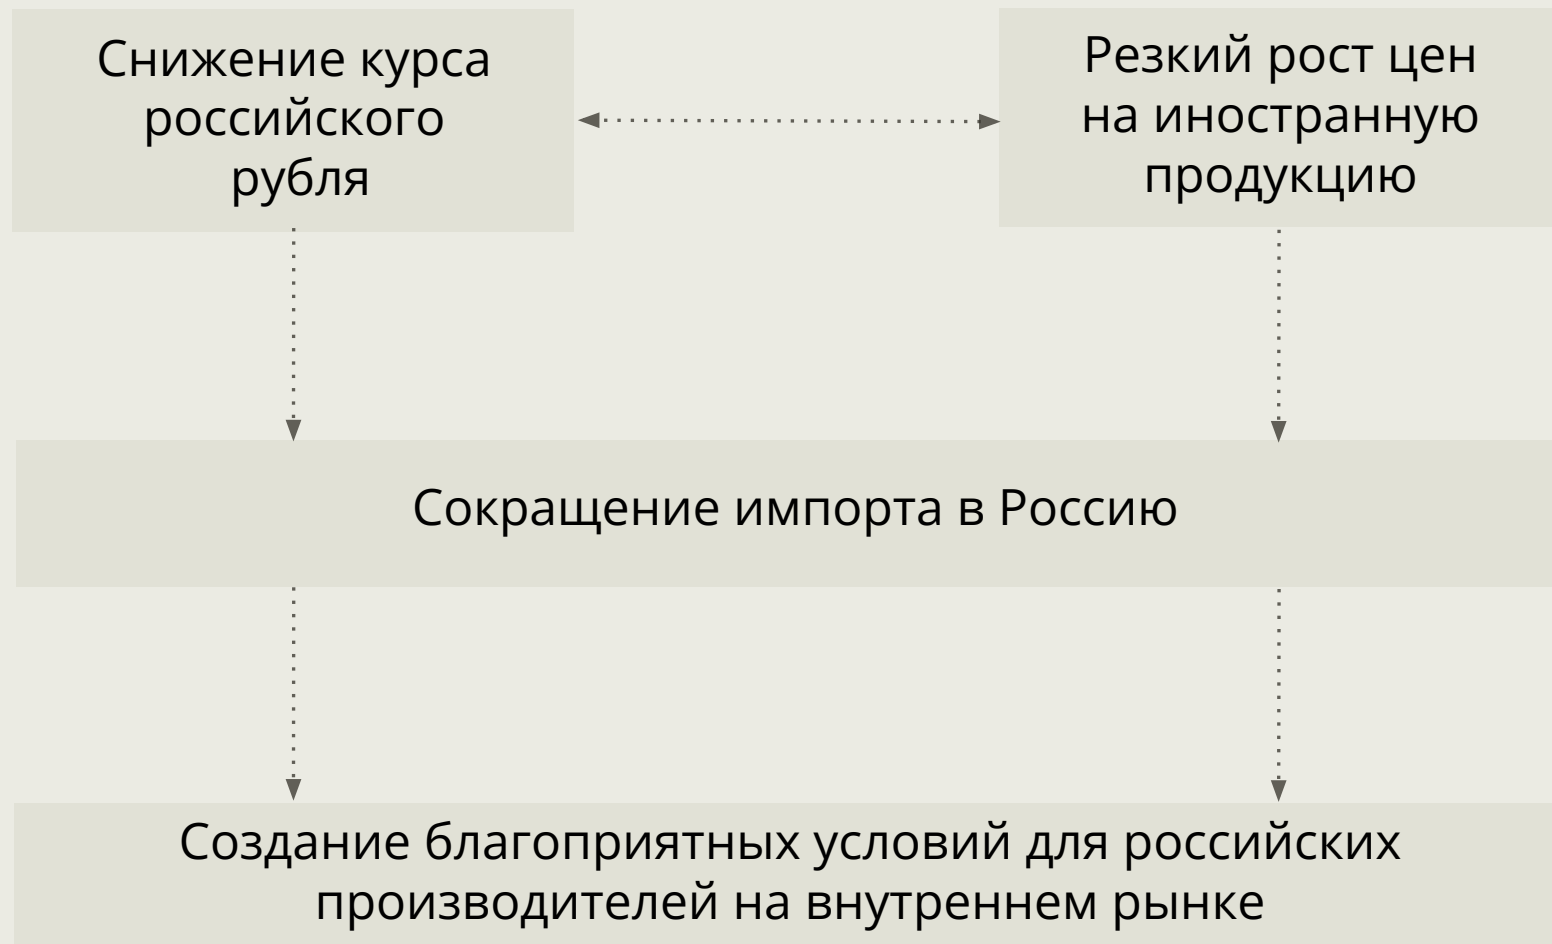 Снижение курса
российского
рубля
Резкий рост цен
на иностранную
продукцию
Сокращение импорта в Россию
Создание благоприятных условий для российских
производителей на внутреннем рынке